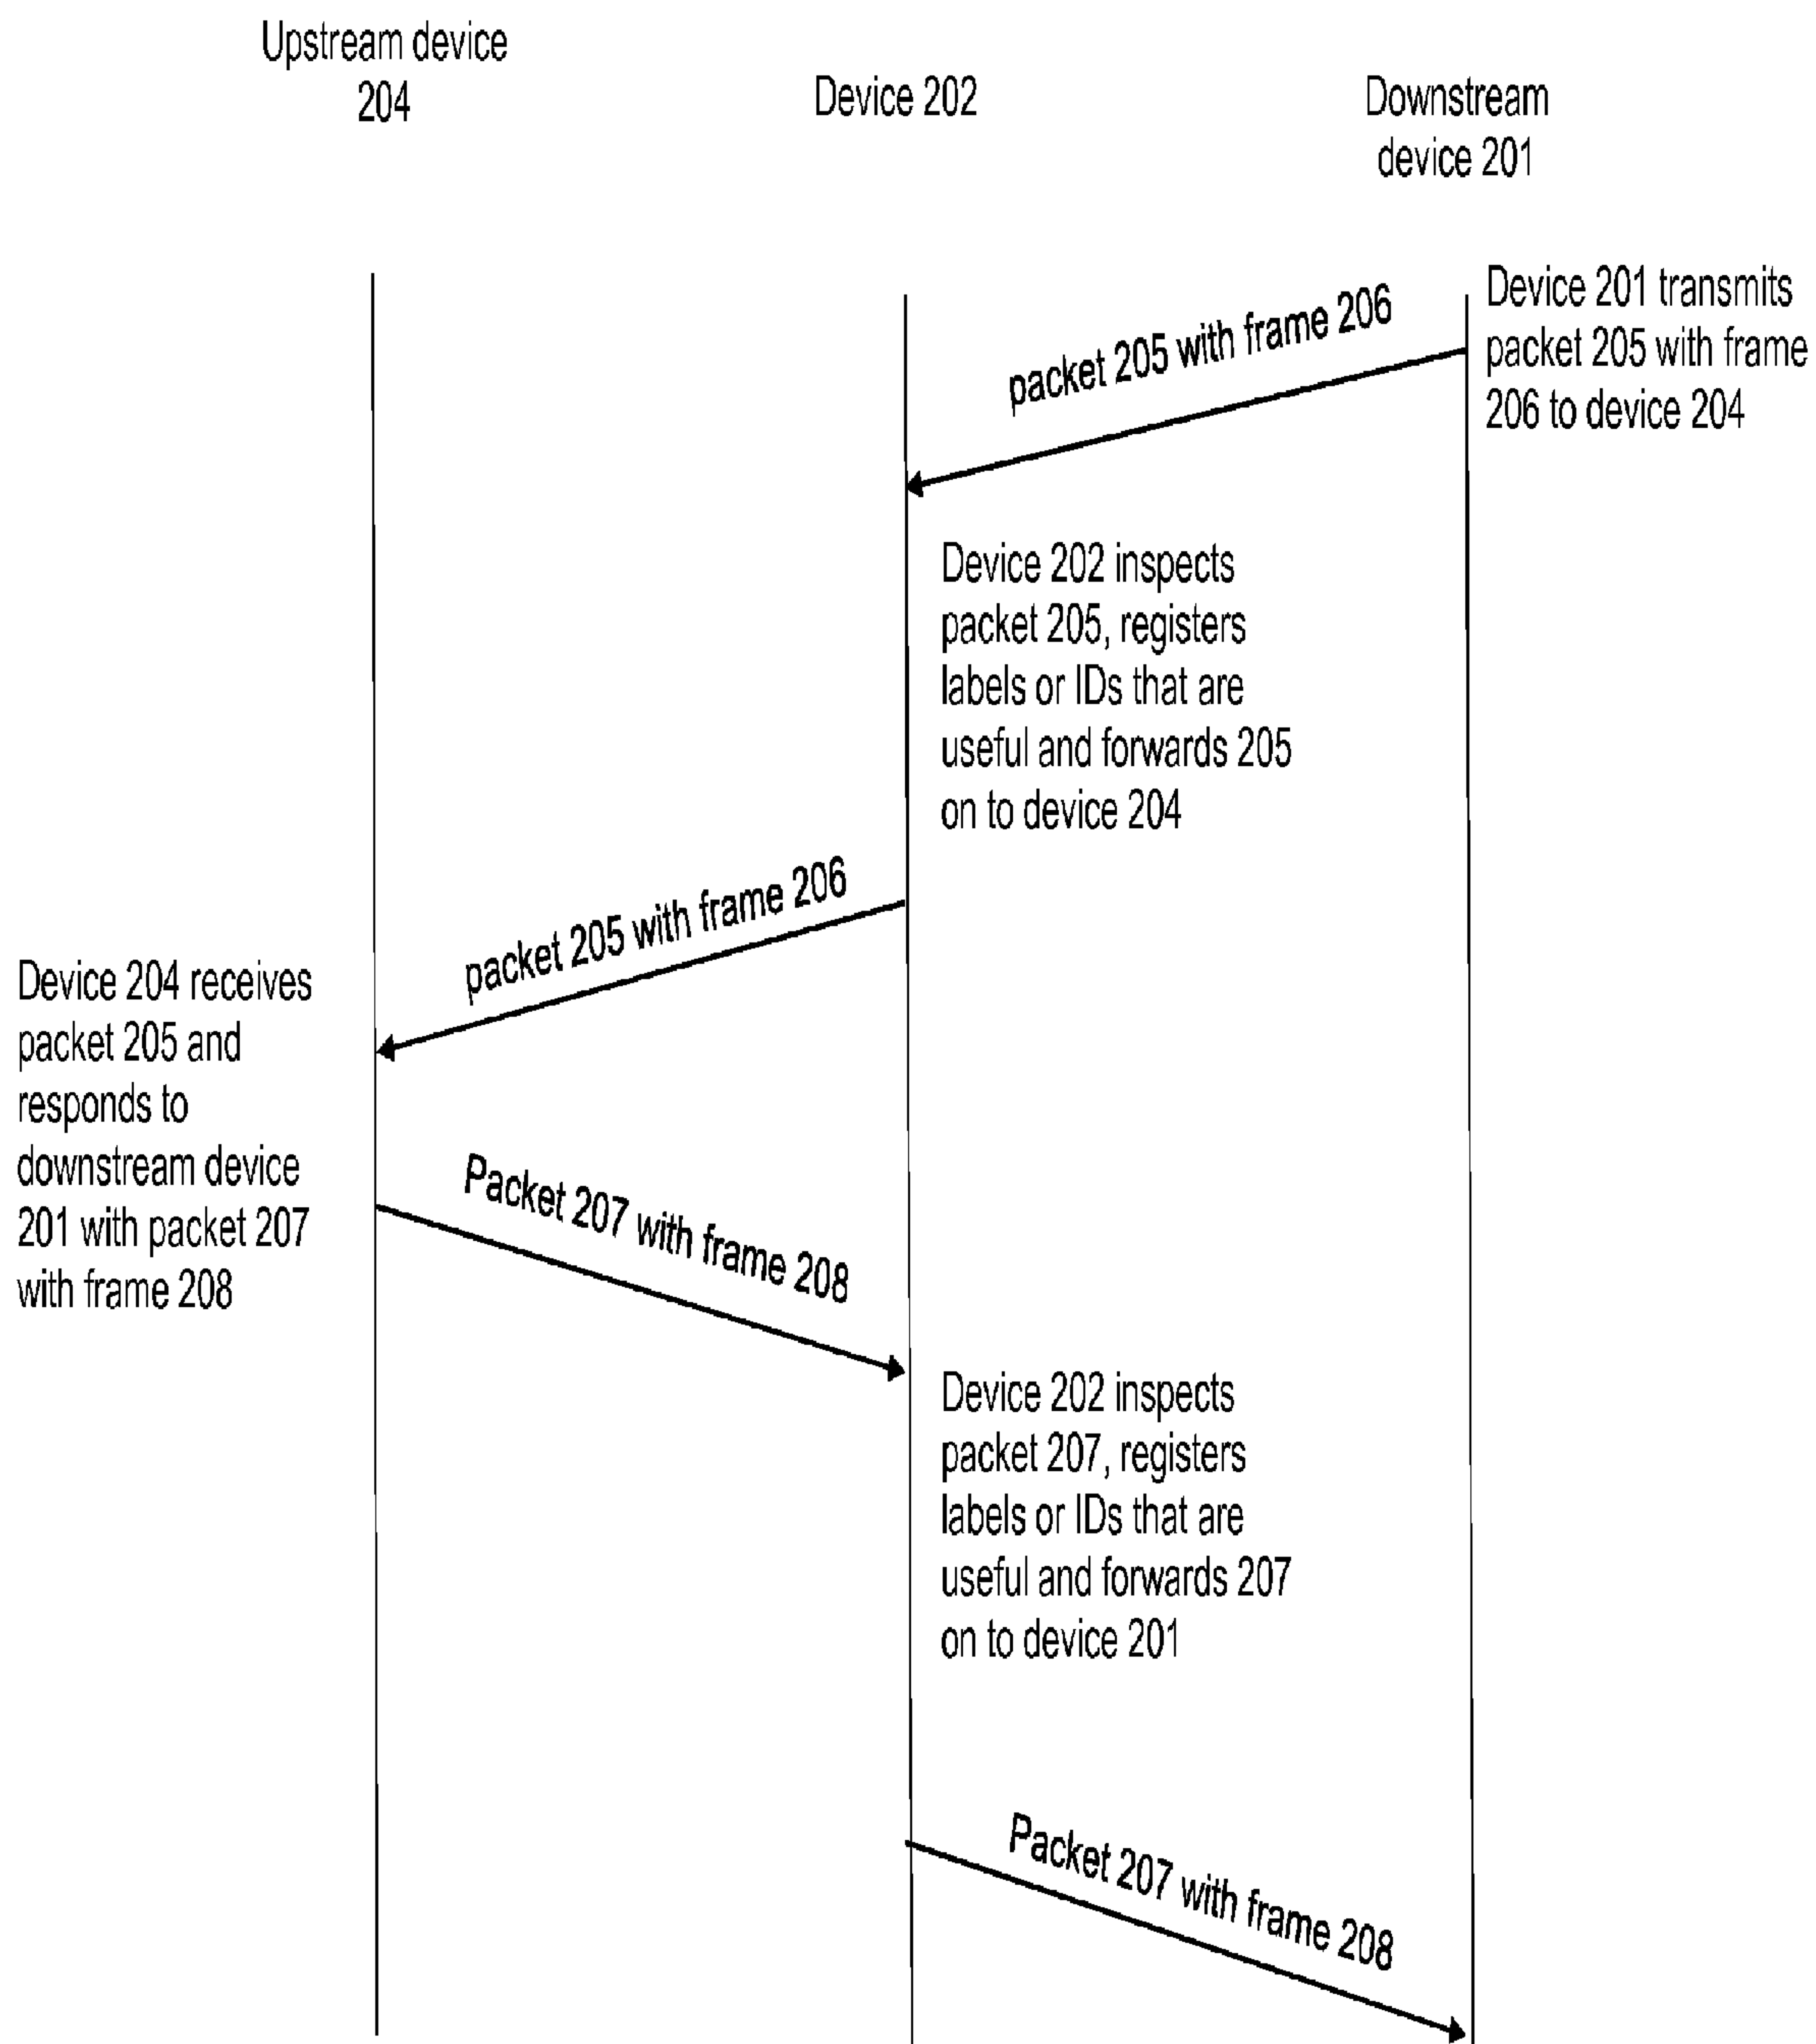 Upstream device
204
Device 202
Downstream
device 201
Device 201 transmits
packet 205 with frame
206 to device 204
packet 205 with frame 206
Device 202 inspects
packet 205, registers
labels or IDs that are
useful and forwards 205
on to device 204
packet 205 with frame 206
Device 204 receives
packet 205 and
responds to
downstream device
201 with packet 207
with frame 208
Packet 207 with frame 208
Device 202 inspects
packet 207, registers
labels or IDs that are
useful and forwards 207
on to device 201
Packet 207 with frame 208